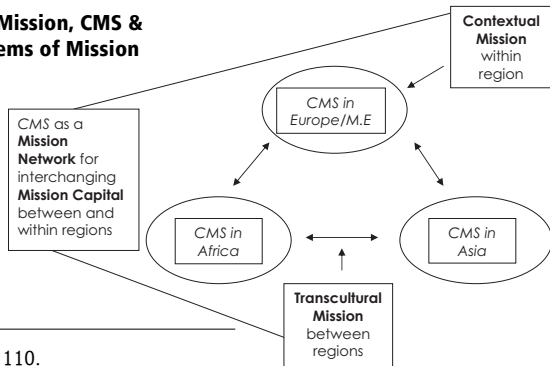 Mission, CMS &
ems of Mission
Contextual
Mission
within
region
CMS in
Europe/M.E
CMS as a
Mission
Network for
interchanging
Mission Capital
between and
within regions
CMS in
Africa
CMS in
Asia
Transcultural
Mission
between
regions
110.